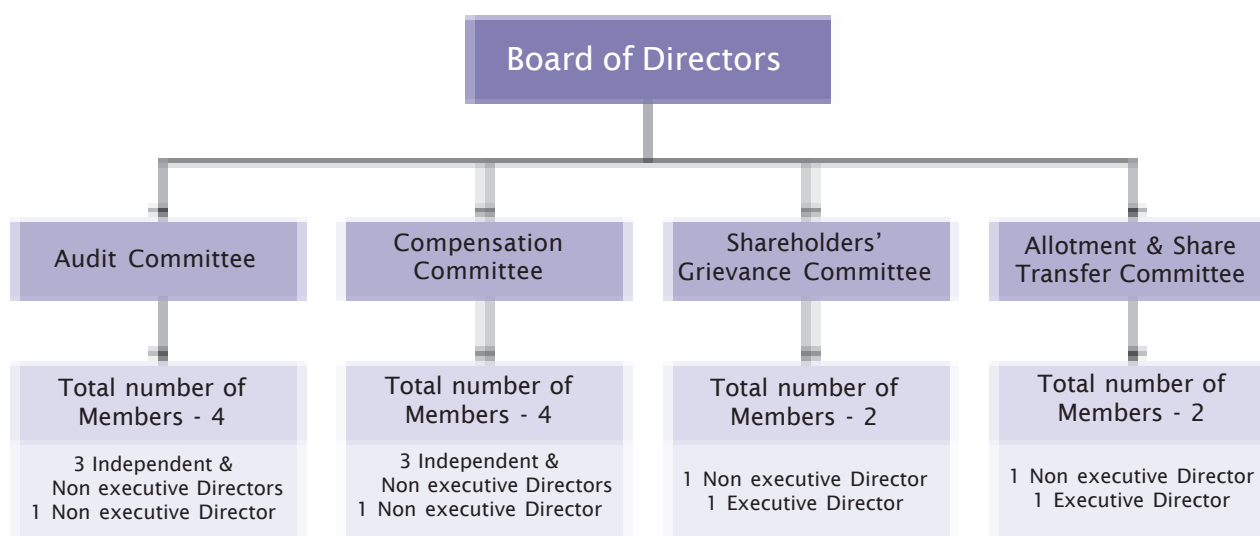 Board of Directors
Audit Committee
Compensation
Committee
Shareholders’
Grievance Committee
Allotment & Share
Transfer Committee
Total number of
Members - 4
3 Independent &
Non executive Directors
1 Non executive Director
Total number of
Members - 4
3 Independent &
Non executive Directors
1 Non executive Director
Total number of
Members - 2
1 Non executive Director
1 Executive Director
Total number of
Members - 2
1 Non executive Director
1 Executive Director